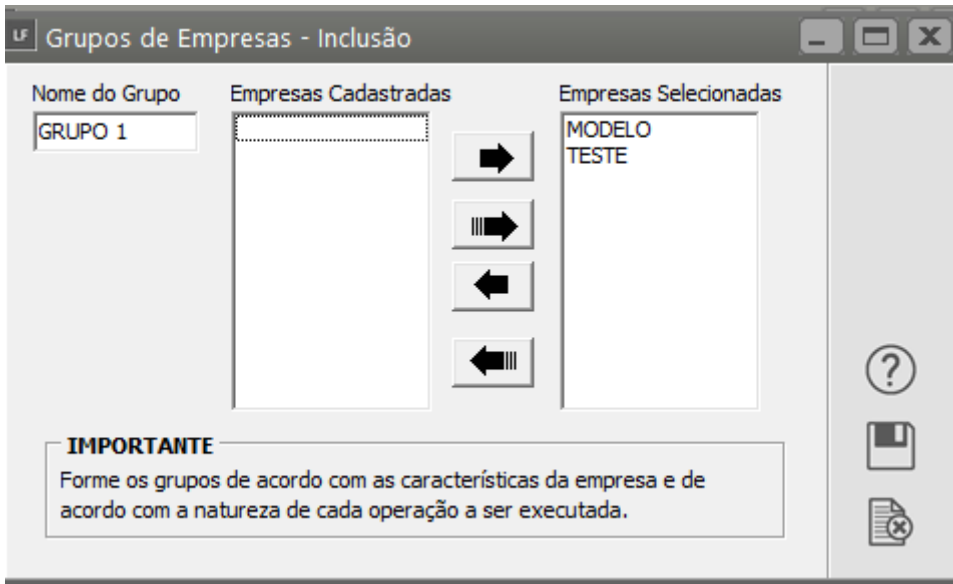 LF Grupos de Empresas - Inclusão
Nome do Grupo
Empresas Cadastradas
Empresas Selecionadas
GRUPO 1
MODELO
TESTE
?
IMPORTANTE
Forme os grupos de acordo com as características da empresa e de
acordo com a natureza de cada operação a ser executada.